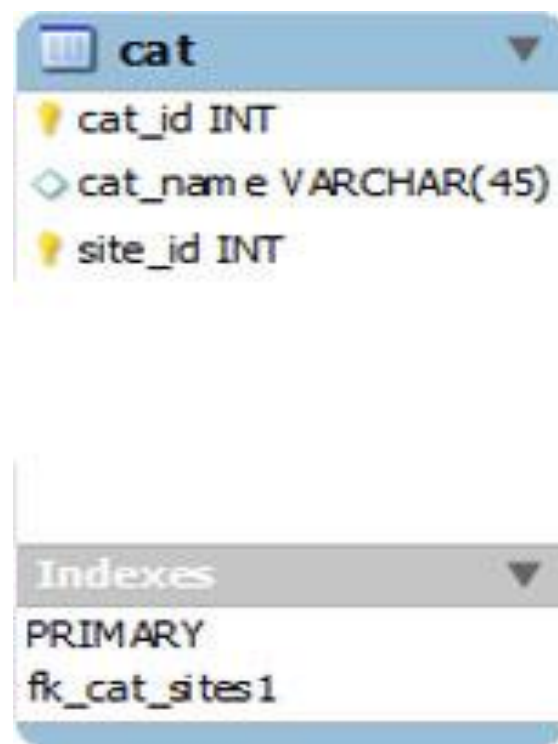 cat
cat_id INT
cat_name VARCHAR(45)
site_id INT
Indexes
PRIMARY
fk_cat_sites1